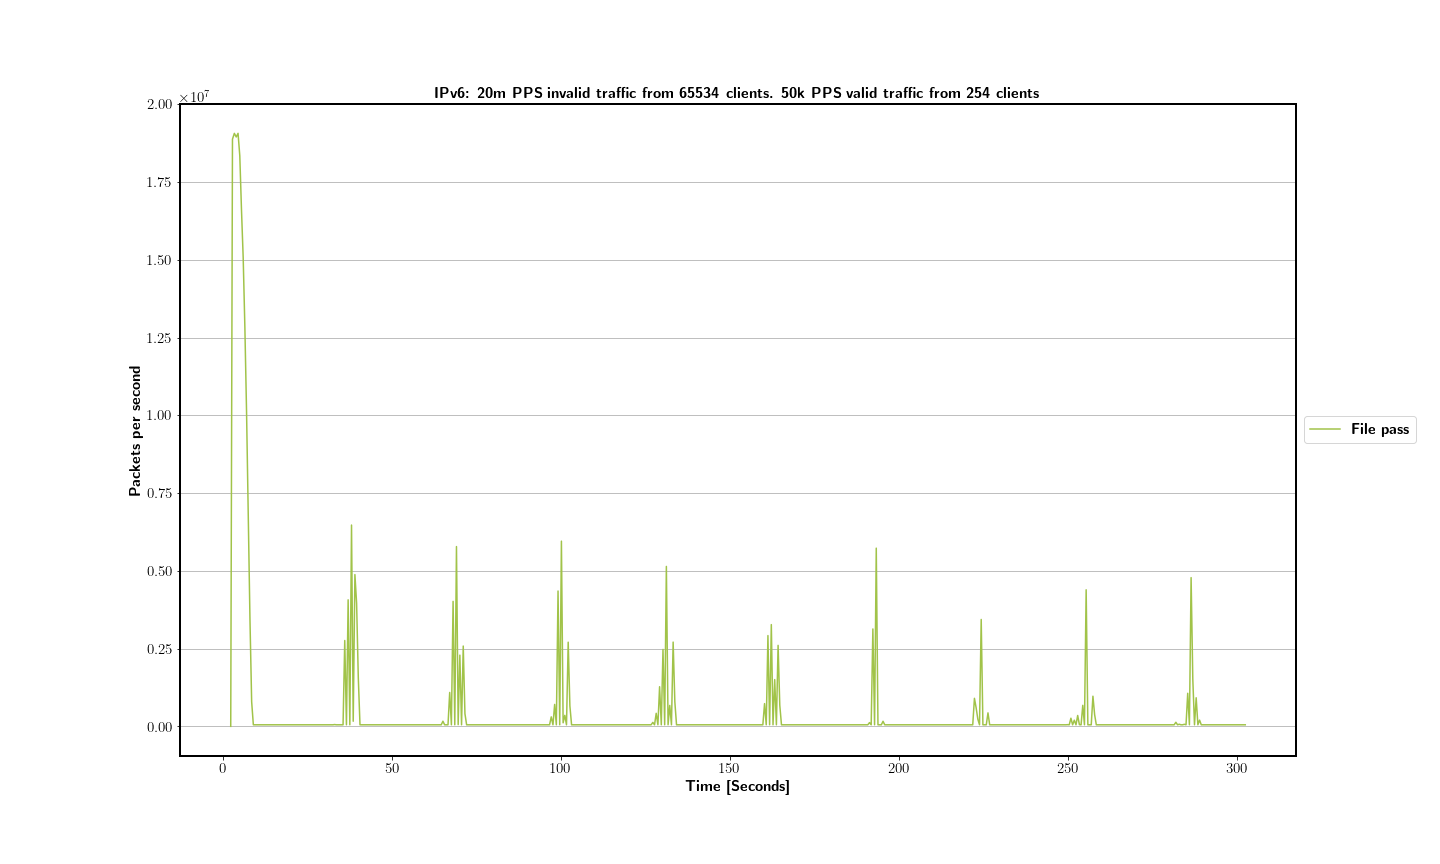 IPv6: 20m PPS invalid traffic from 65534 clients. 50k PPS valid traffic from 254 clients
×10⁷
2.00
1.75
1.50
1.25
1.00
0.75
0.50
0.25
0.00
Packets per second
0 50 100 150 200 250 300
Time [Seconds]
File pass